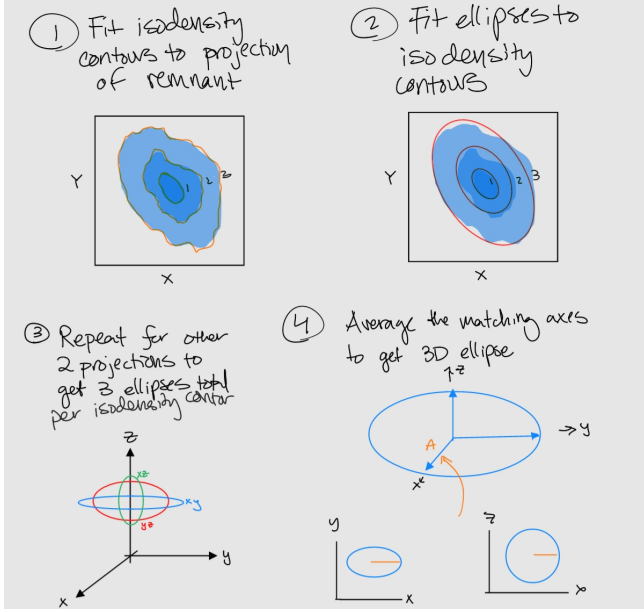 1 Fit isodensity
contours to projection
of remnant
Y
1 2 3
X
2 Fit ellipses to
isodensity
contours
Y
1 2 3
X
3 Repeat for other
2 projections to
get 3 ellipses total
per isodensity contor
z
xz
xy
yz
y
x
4 Average the matching axes
to get 3D ellipse
z
y
A
x
y
x
z
x